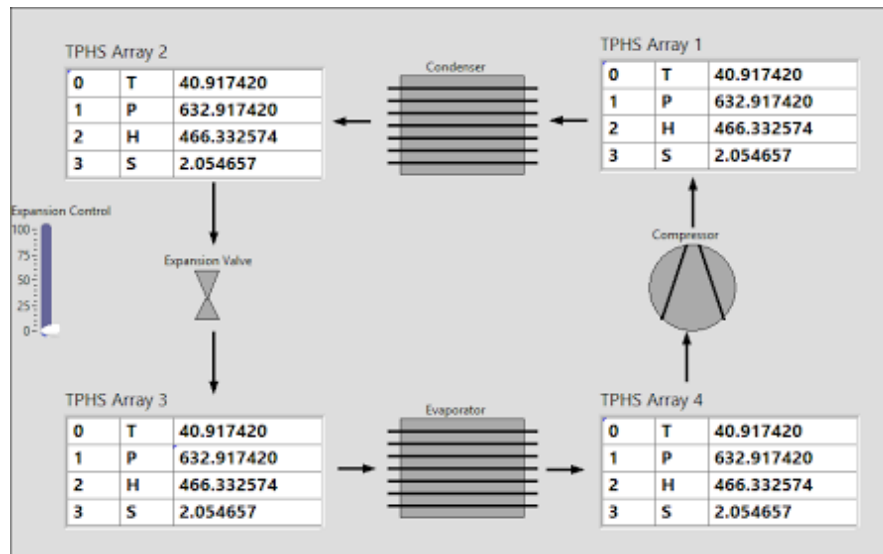 TPHS Array 2
0 T 40.917420
1 P 632.917420
2 H 466.332574
3 S 2.054657
Condenser
TPHS Array 1
0 T 40.917420
1 P 632.917420
2 H 466.332574
3 S 2.054657
Expansion Control
100
75
50
25
0
Expansion Valve
Compressor
TPHS Array 3
0 T 40.917420
1 P 632.917420
2 H 466.332574
3 S 2.054657
Evaporator
TPHS Array 4
0 T 40.917420
1 P 632.917420
2 H 466.332574
3 S 2.054657